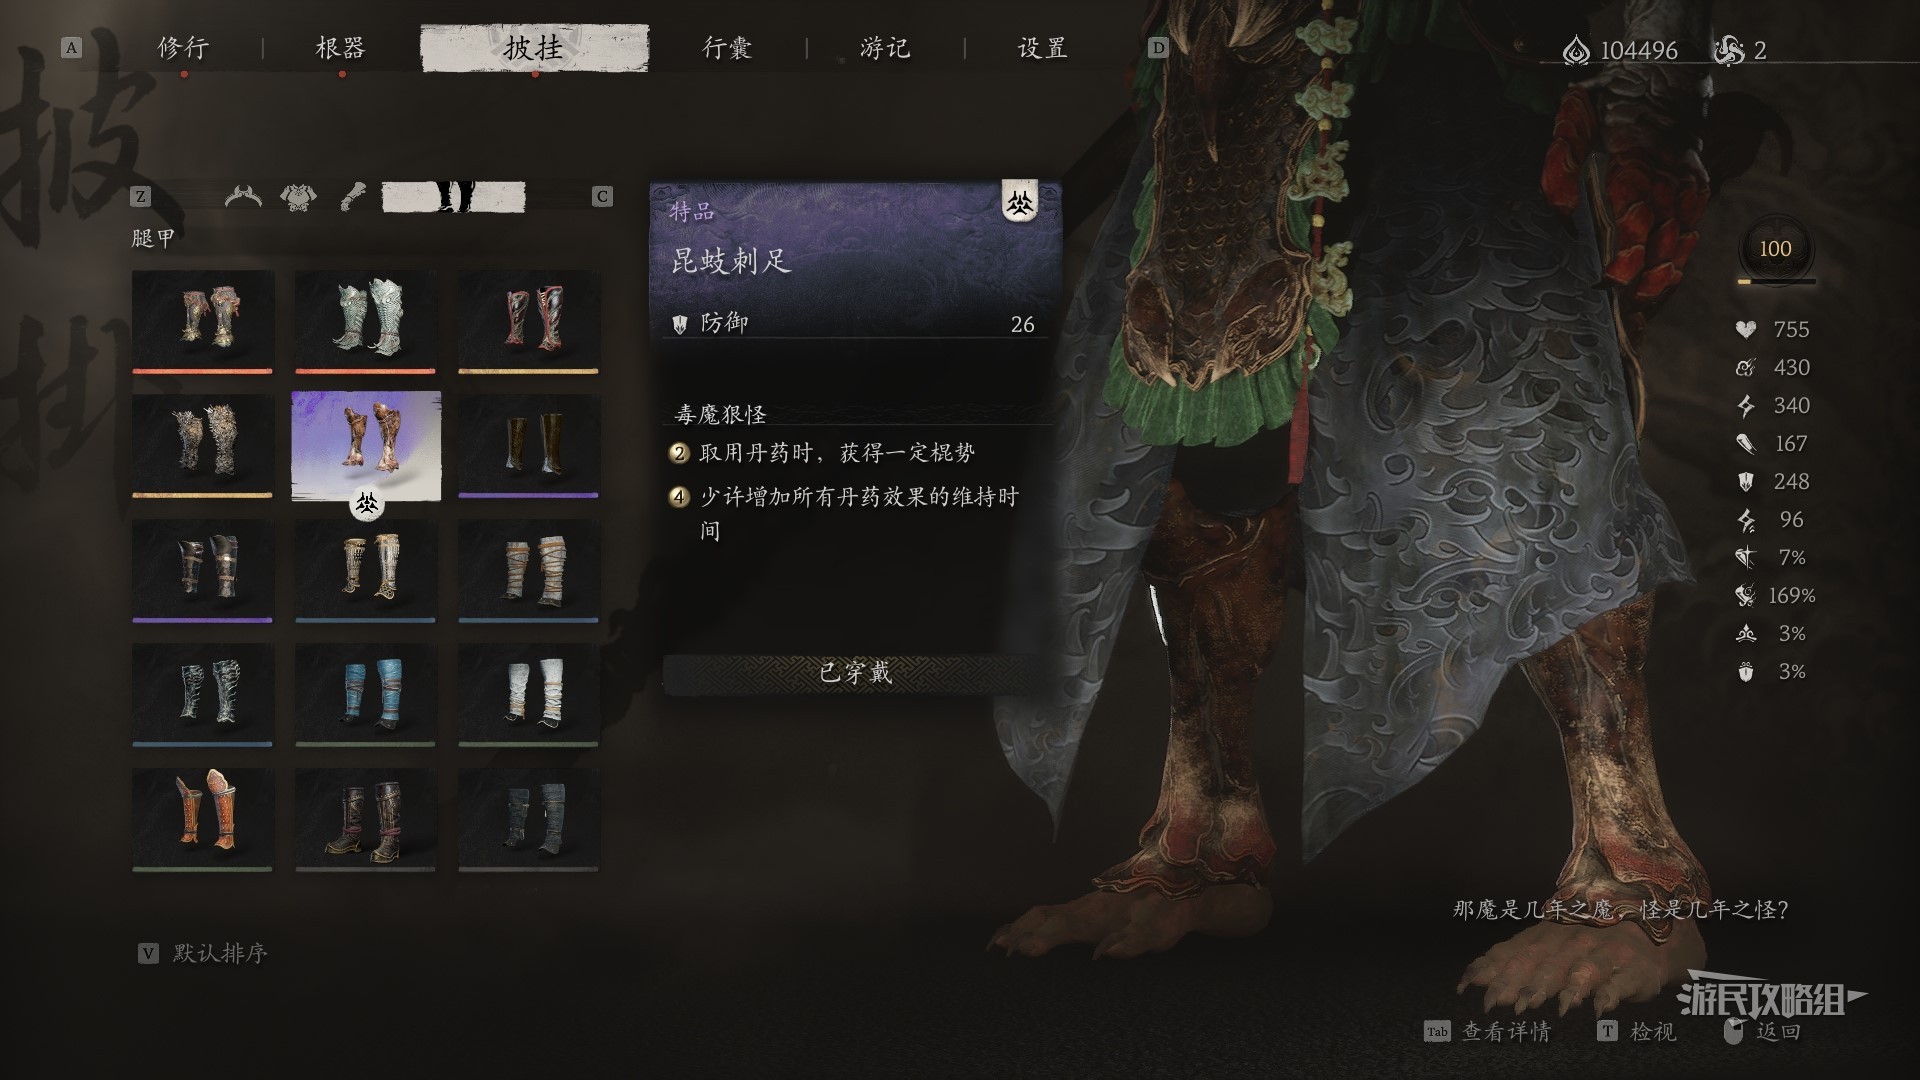 A 修行 根器 披挂 行囊 游记 设置 D 104496 2
披挂
Z C
腿甲
特品
昆蚑刺足
防御 26
毒魔狠怪
2 取用丹药时，获得一定棍势
4 少许增加所有丹药效果的维持时
间
已穿戴
100
755
430
340
167
248
96
7%
169%
3%
3%
那魔是几年之魔，怪是几年之怪?
V 默认排序
游民攻略组
Tab 查看详情 T 检视 返回